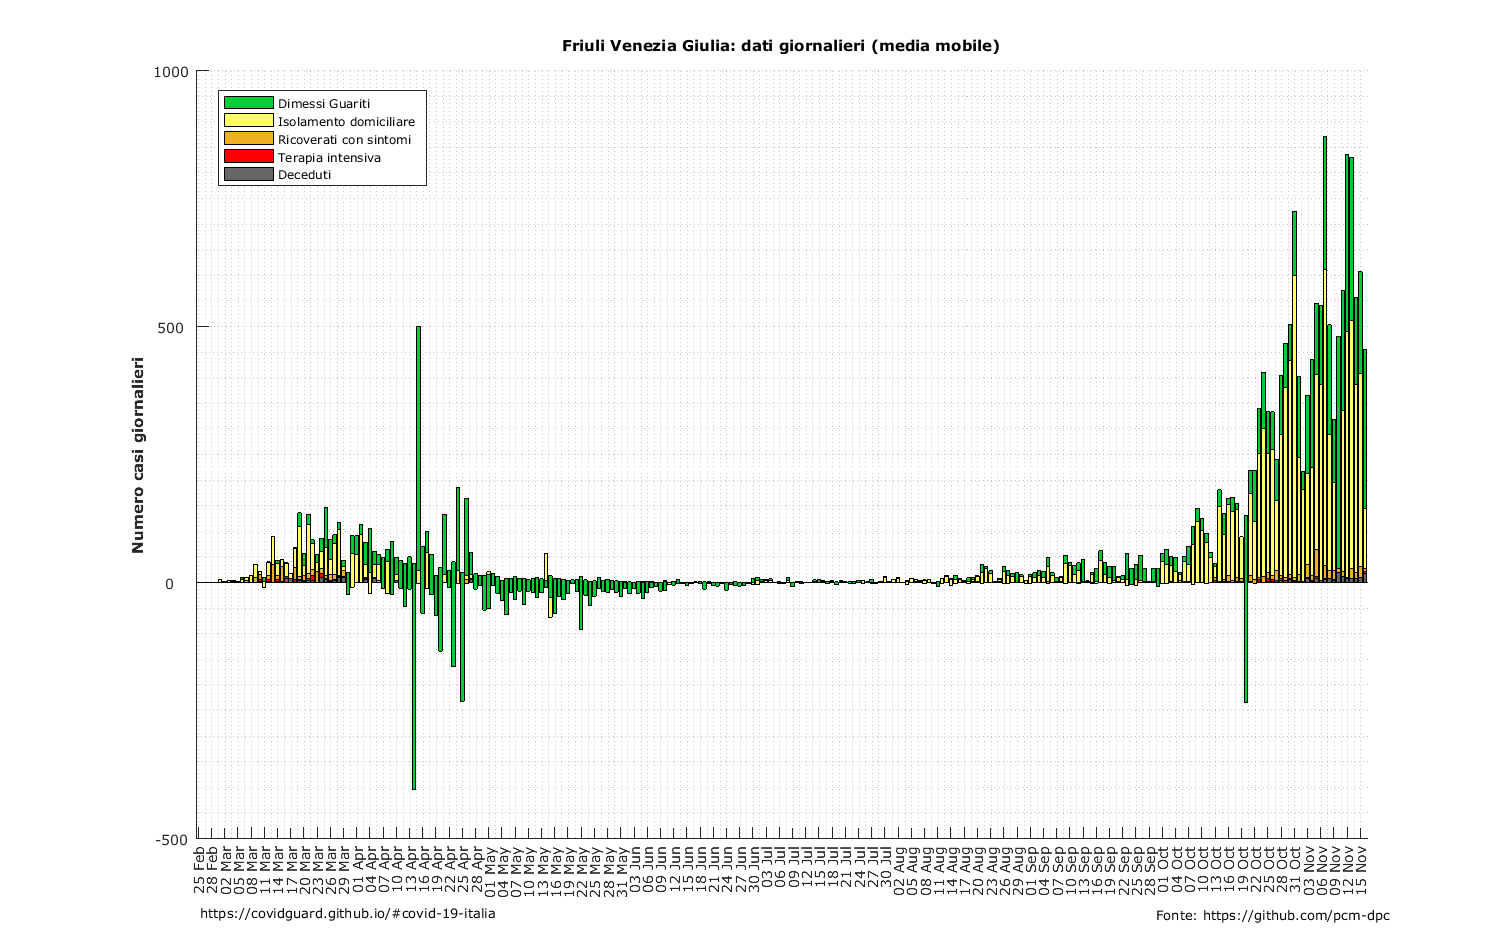 Friuli Venezia Giulia: dati giornalieri (media mobile)
1000
Dimessi Guariti
Isolamento domiciliare
Ricoverati con sintomi
Terapia intensiva
Deceduti
500
Numero casi giornalieri
0
-500
25 Feb
28 Feb
02 Mar
05 Mar
08 Mar
11 Mar
14 Mar
17 Mar
20 Mar
23 Mar
26 Mar
29 Mar
01 Apr
04 Apr
07 Apr
10 Apr
13 Apr
16 Apr
19 Apr
22 Apr
25 Apr
28 Apr
01 May
04 May
07 May
10 May
13 May
16 May
19 May
22 May
25 May
28 May
31 May
03 Jun
06 Jun
09 Jun
12 Jun
15 Jun
18 Jun
21 Jun
24 Jun
27 Jun
30 Jun
03 Jul
06 Jul
09 Jul
12 Jul
15 Jul
18 Jul
21 Jul
24 Jul
27 Jul
30 Jul
02 Aug
05 Aug
08 Aug
11 Aug
14 Aug
17 Aug
20 Aug
23 Aug
26 Aug
29 Aug
01 Sep
04 Sep
07 Sep
10 Sep
13 Sep
16 Sep
19 Sep
22 Sep
25 Sep
28 Sep
01 Oct
04 Oct
07 Oct
10 Oct
13 Oct
16 Oct
19 Oct
22 Oct
25 Oct
28 Oct
31 Oct
03 Nov
06 Nov
09 Nov
12 Nov
15 Nov
https://covidguard.github.io/#covid-19-italia
Fonte: https://github.com/pcm-dpc